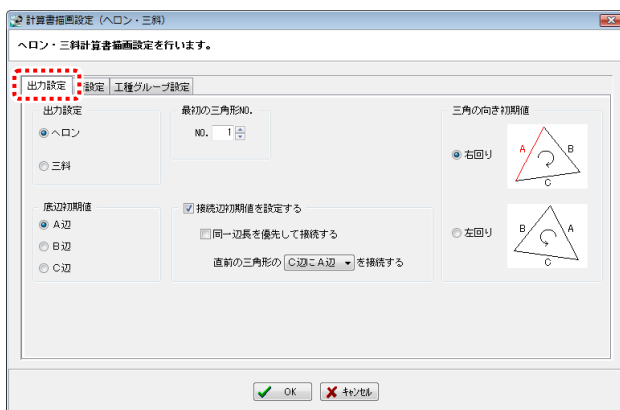 計算書描画設定（ヘロン・三斜）
ヘロン・三斜計算書描画設定を行います。
出力設定
設定
工種グループ設定
出力設定
ヘロン
三斜
最初の三角形NO.
NO. 1
三角の向き初期値
右回り
A
B
C
左回り
B
A
C
底辺初期値
A辺
B辺
C辺
接続辺初期値を設定する
同一辺長を優先して接続する
直前の三角形の C辺にA辺 を接続する
OK
キャンセル